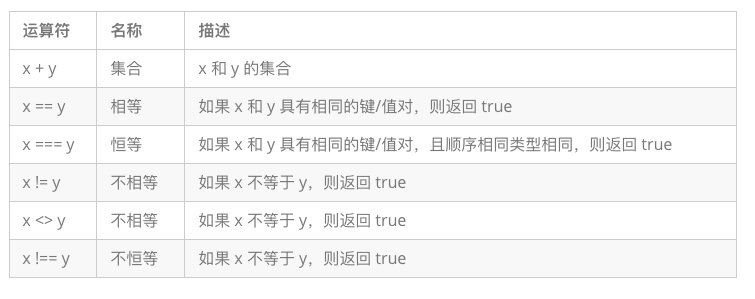 运算符 名称 描述
x + y 集合 x 和 y 的集合
x == y 相等 如果 x 和 y 具有相同的键/值对，则返回 true
x === y 恒等 如果 x 和 y 具有相同的键/值对，且顺序相同类型相同，则返回 true
x != y 不相等 如果 x 不等于 y，则返回 true
x <> y 不相等 如果 x 不等于 y，则返回 true
x !== y 不恒等 如果 x 不等于 y，则返回 true